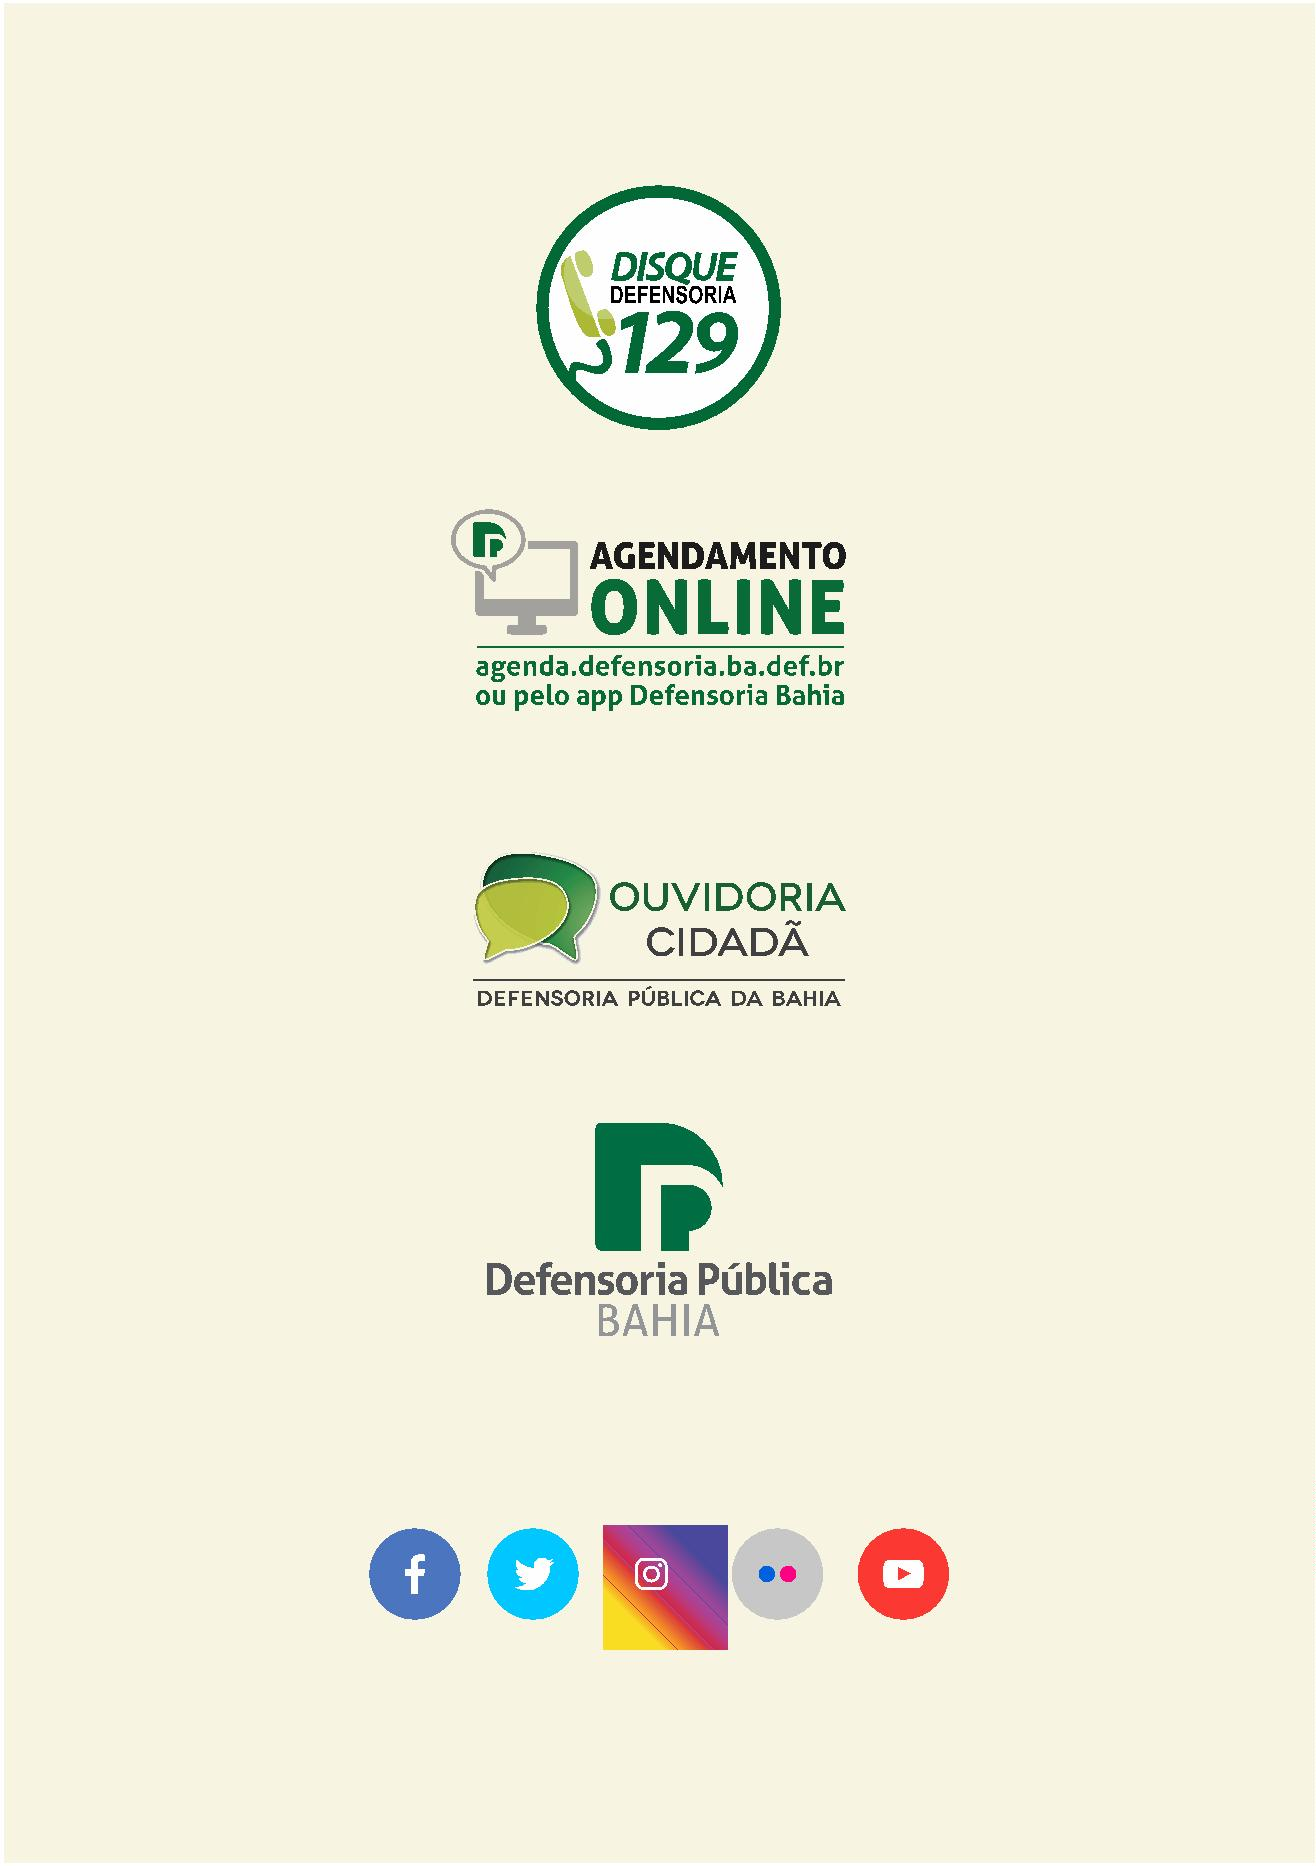 DISQUE
DEFENSORIA
129
AGENDAMENTO
ONLINE
agenda.defensoria.ba.def.br
ou pelo app Defensoria Bahia
OUVIDORIA
CIDADÃ
DEFENSORIA PÚBLICA DA BAHIA
Defensoria Pública
BAHIA